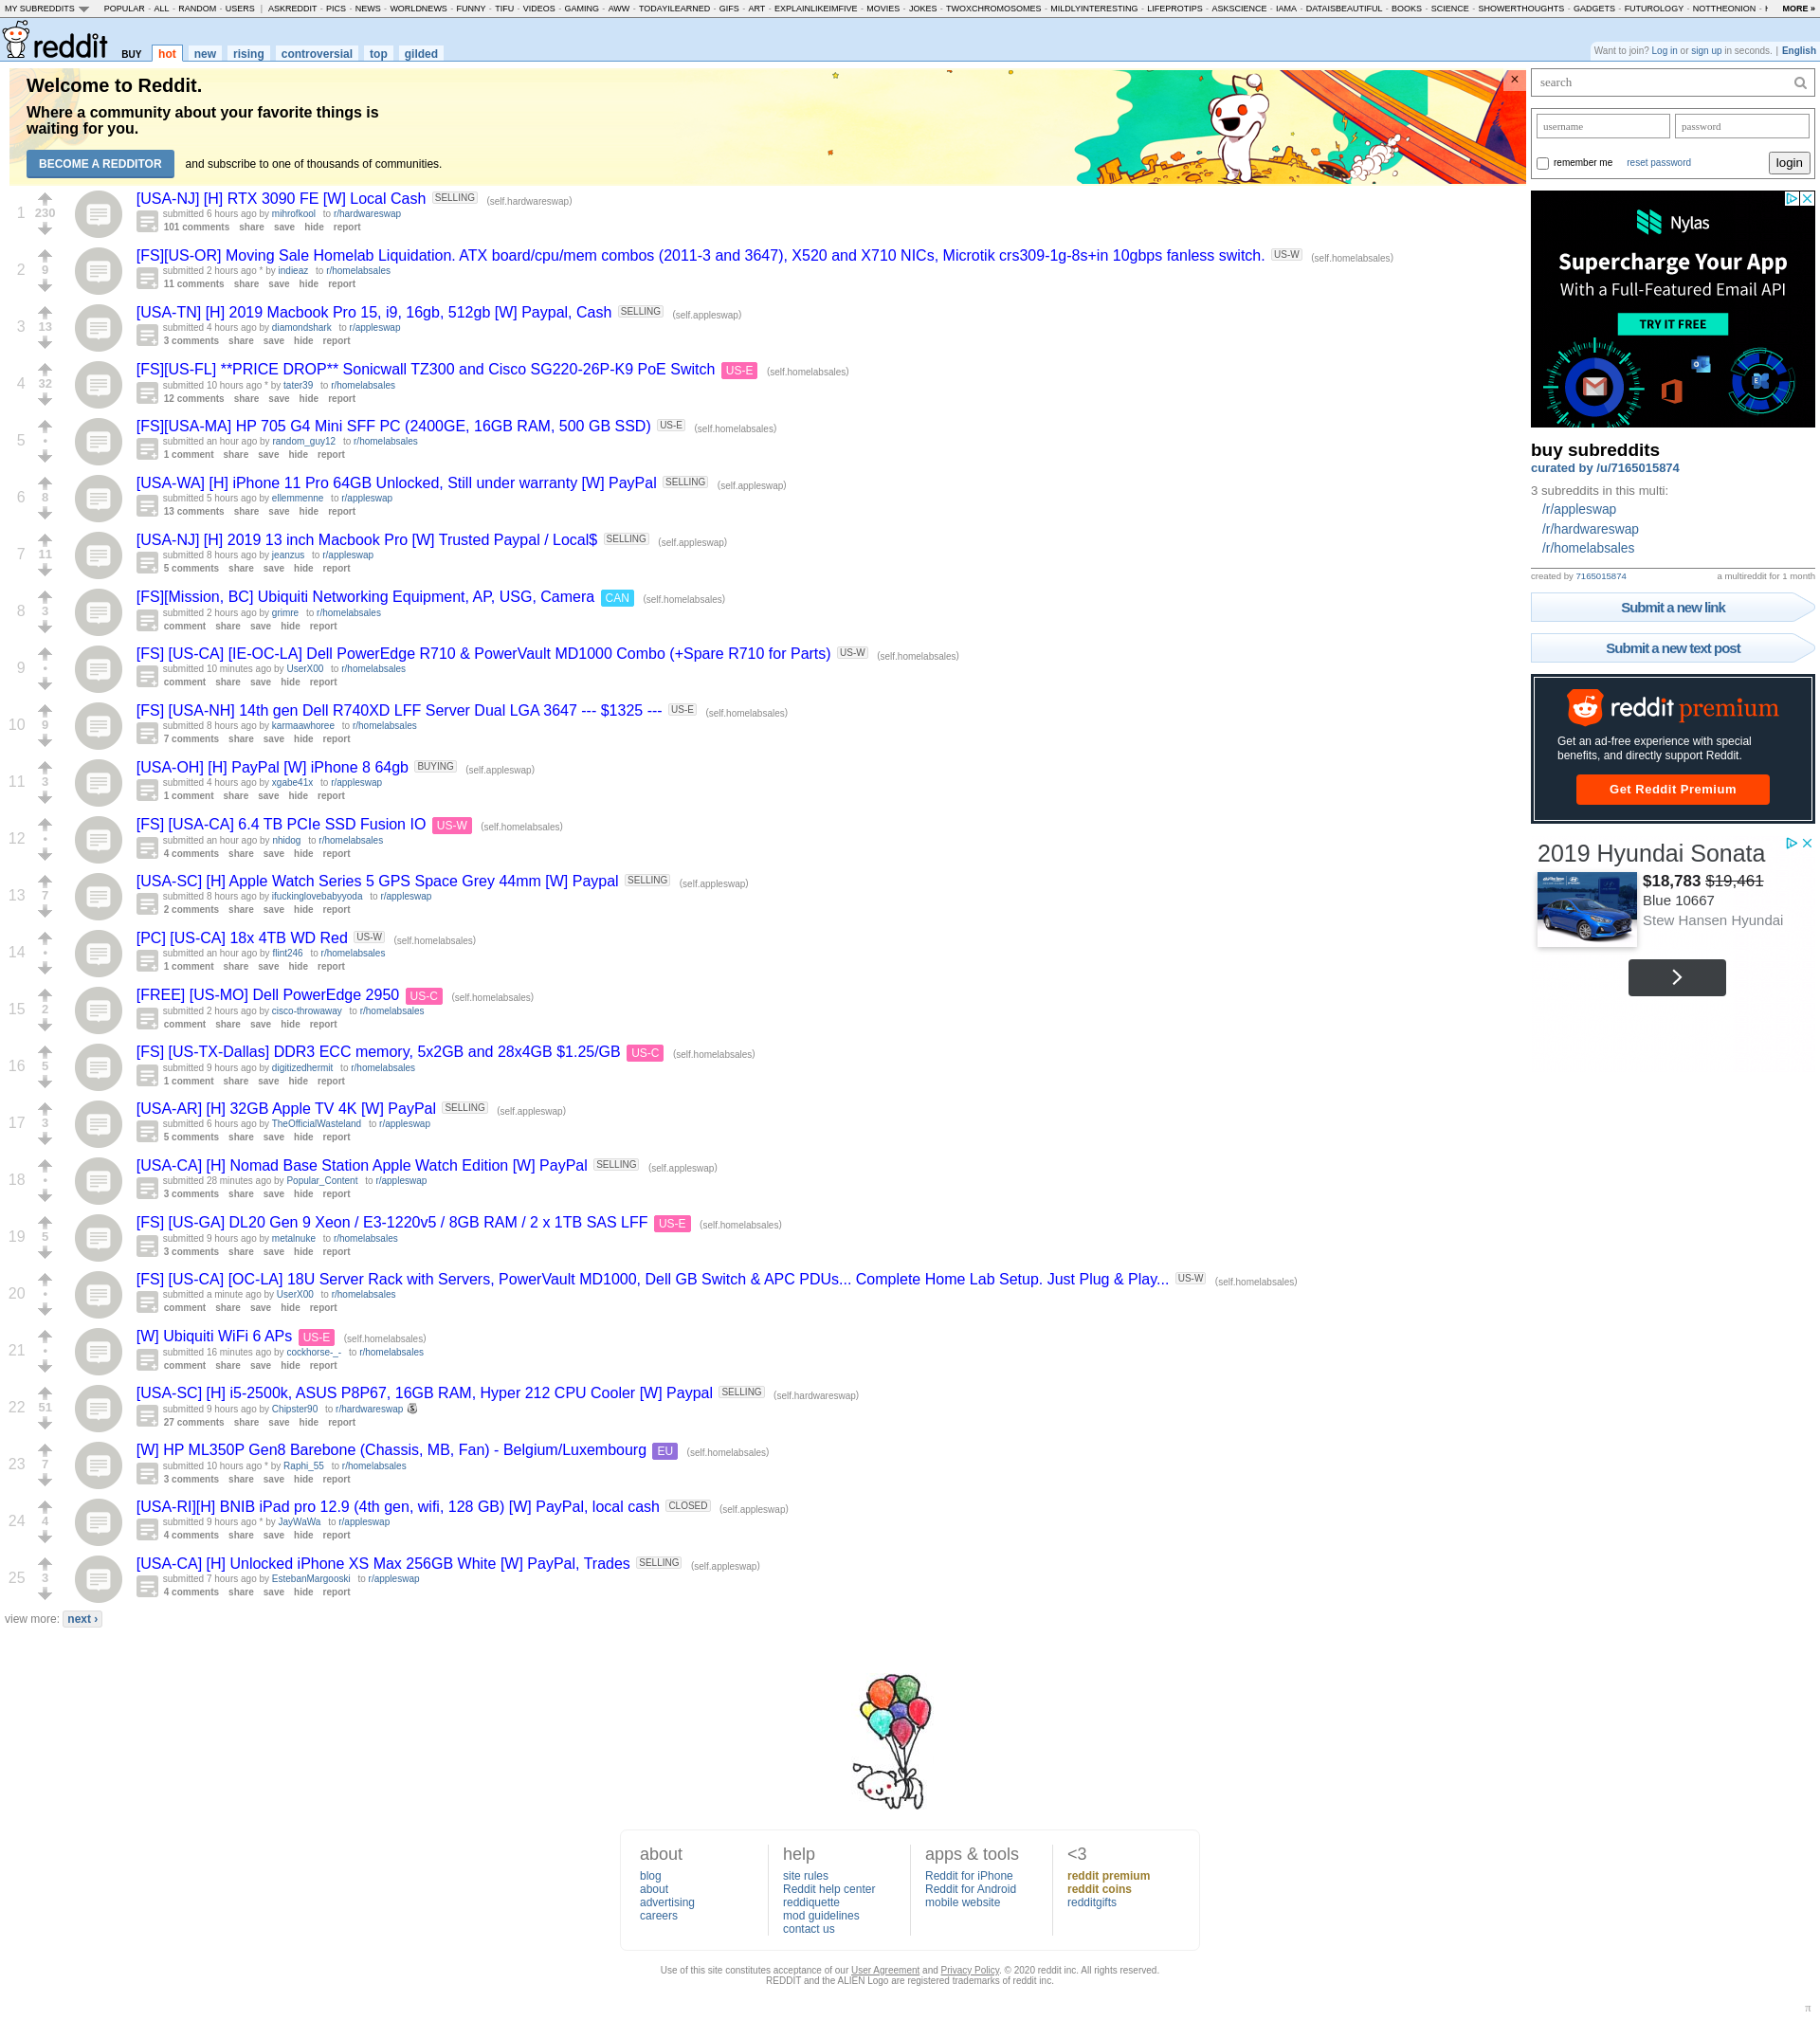 MY SUBREDDITS POPULAR - ALL - RANDOM - USERS | ASKREDDIT - PICS - NEWS - WORLDNEWS - FUNNY - TIFU - VIDEOS - GAMING - AWW - TODAYILEARNED - GIFS - ART - EXPLAINLIKEIMFIVE - MOVIES - JOKES - TWOXCHROMOSOMES - MILDLYINTERESTING - LIFEPROTIPS - ASKSCIENCE - IAMA - DATAISBEAUTIFUL - BOOKS - SCIENCE - SHOWERTHOUGHTS - GADGETS - FUTUROLOGY - NOTTHEONION - MORE »
reddit BUY hot new rising controversial top gilded
Want to join? Log in or sign up in seconds. | English
Welcome to Reddit.
Where a community about your favorite things is
waiting for you.
BECOME A REDDITOR and subscribe to one of thousands of communities.
×
1 230 [USA-NJ] [H] RTX 3090 FE [W] Local Cash SELLING (self.hardwareswap)
submitted 6 hours ago by mihrofkool to r/hardwareswap
101 comments share save hide report
2 9 [FS][US-OR] Moving Sale Homelab Liquidation. ATX board/cpu/mem combos (2011-3 and 3647), X520 and X710 NICs, Microtik crs309-1g-8s+in 10gbps fanless switch. US-W (self.homelabsales)
submitted 2 hours ago * by indieaz to r/homelabsales
11 comments share save hide report
3 13 [USA-TN] [H] 2019 Macbook Pro 15, i9, 16gb, 512gb [W] Paypal, Cash SELLING (self.appleswap)
submitted 4 hours ago by diamondshark to r/appleswap
3 comments share save hide report
4 32 [FS][US-FL] **PRICE DROP** Sonicwall TZ300 and Cisco SG220-26P-K9 PoE Switch US-E (self.homelabsales)
submitted 10 hours ago * by tater39 to r/homelabsales
12 comments share save hide report
5 • [FS][USA-MA] HP 705 G4 Mini SFF PC (2400GE, 16GB RAM, 500 GB SSD) US-E (self.homelabsales)
submitted an hour ago by random_guy12 to r/homelabsales
1 comment share save hide report
6 8 [USA-WA] [H] iPhone 11 Pro 64GB Unlocked, Still under warranty [W] PayPal SELLING (self.appleswap)
submitted 5 hours ago by ellemmenne to r/appleswap
13 comments share save hide report
7 11 [USA-NJ] [H] 2019 13 inch Macbook Pro [W] Trusted Paypal / Local$ SELLING (self.appleswap)
submitted 8 hours ago by jeanzus to r/appleswap
5 comments share save hide report
8 3 [FS][Mission, BC] Ubiquiti Networking Equipment, AP, USG, Camera CAN (self.homelabsales)
submitted 2 hours ago by grimre to r/homelabsales
comment share save hide report
9 • [FS] [US-CA] [IE-OC-LA] Dell PowerEdge R710 & PowerVault MD1000 Combo (+Spare R710 for Parts) US-W (self.homelabsales)
submitted 10 minutes ago by UserX00 to r/homelabsales
comment share save hide report
10 9 [FS] [USA-NH] 14th gen Dell R740XD LFF Server Dual LGA 3647 --- $1325 --- US-E (self.homelabsales)
submitted 8 hours ago by karmaawhoree to r/homelabsales
7 comments share save hide report
11 3 [USA-OH] [H] PayPal [W] iPhone 8 64gb BUYING (self.appleswap)
submitted 4 hours ago by xgabe41x to r/appleswap
1 comment share save hide report
12 • [FS] [USA-CA] 6.4 TB PCIe SSD Fusion IO US-W (self.homelabsales)
submitted an hour ago by nhidog to r/homelabsales
4 comments share save hide report
13 7 [USA-SC] [H] Apple Watch Series 5 GPS Space Grey 44mm [W] Paypal SELLING (self.appleswap)
submitted 8 hours ago by ifuckinglovebabyyoda to r/appleswap
2 comments share save hide report
14 • [PC] [US-CA] 18x 4TB WD Red US-W (self.homelabsales)
submitted an hour ago by flint246 to r/homelabsales
1 comment share save hide report
15 2 [FREE] [US-MO] Dell PowerEdge 2950 US-C (self.homelabsales)
submitted 2 hours ago by cisco-throwaway to r/homelabsales
comment share save hide report
16 5 [FS] [US-TX-Dallas] DDR3 ECC memory, 5x2GB and 28x4GB $1.25/GB US-C (self.homelabsales)
submitted 9 hours ago by digitizedhermit to r/homelabsales
1 comment share save hide report
17 3 [USA-AR] [H] 32GB Apple TV 4K [W] PayPal SELLING (self.appleswap)
submitted 6 hours ago by TheOfficialWasteland to r/appleswap
5 comments share save hide report
18 • [USA-CA] [H] Nomad Base Station Apple Watch Edition [W] PayPal SELLING (self.appleswap)
submitted 28 minutes ago by Popular_Content to r/appleswap
3 comments share save hide report
19 5 [FS] [US-GA] DL20 Gen 9 Xeon / E3-1220v5 / 8GB RAM / 2 x 1TB SAS LFF US-E (self.homelabsales)
submitted 9 hours ago by metalnuke to r/homelabsales
3 comments share save hide report
20 • [FS] [US-CA] [OC-LA] 18U Server Rack with Servers, PowerVault MD1000, Dell GB Switch & APC PDUs... Complete Home Lab Setup. Just Plug & Play... US-W (self.homelabsales)
submitted a minute ago by UserX00 to r/homelabsales
comment share save hide report
21 • [W] Ubiquiti WiFi 6 APs US-E (self.homelabsales)
submitted 16 minutes ago by cockhorse-_- to r/homelabsales
comment share save hide report
22 51 [USA-SC] [H] i5-2500k, ASUS P8P67, 16GB RAM, Hyper 212 CPU Cooler [W] Paypal SELLING (self.hardwareswap)
submitted 9 hours ago by Chipster90 to r/hardwareswap
27 comments share save hide report
23 7 [W] HP ML350P Gen8 Barebone (Chassis, MB, Fan) - Belgium/Luxembourg EU (self.homelabsales)
submitted 10 hours ago * by Raphi_55 to r/homelabsales
3 comments share save hide report
24 4 [USA-RI][H] BNIB iPad pro 12.9 (4th gen, wifi, 128 GB) [W] PayPal, local cash CLOSED (self.appleswap)
submitted 9 hours ago * by JayWaWa to r/appleswap
4 comments share save hide report
25 3 [USA-CA] [H] Unlocked iPhone XS Max 256GB White [W] PayPal, Trades SELLING (self.appleswap)
submitted 7 hours ago by EstebanMargooski to r/appleswap
4 comments share save hide report
view more: next ›
search
username password
remember me reset password login
Nylas
Supercharge Your App
With a Full-Featured Email API
TRY IT FREE
buy subreddits
curated by /u/7165015874
3 subreddits in this multi:
/r/appleswap
/r/hardwareswap
/r/homelabsales
created by 7165015874 a multireddit for 1 month
Submit a new link
Submit a new text post
reddit premium
Get an ad-free experience with special
benefits, and directly support Reddit.
Get Reddit Premium
2019 Hyundai Sonata
$18,783 $19,461
Blue 10667
Stew Hansen Hyundai
about help apps & tools <3
blog site rules Reddit for iPhone reddit premium
about Reddit help center Reddit for Android reddit coins
advertising reddiquette mobile website redditgifts
careers mod guidelines
contact us
Use of this site constitutes acceptance of our User Agreement and Privacy Policy. © 2020 reddit inc. All rights reserved.
REDDIT and the ALIEN Logo are registered trademarks of reddit inc.
π